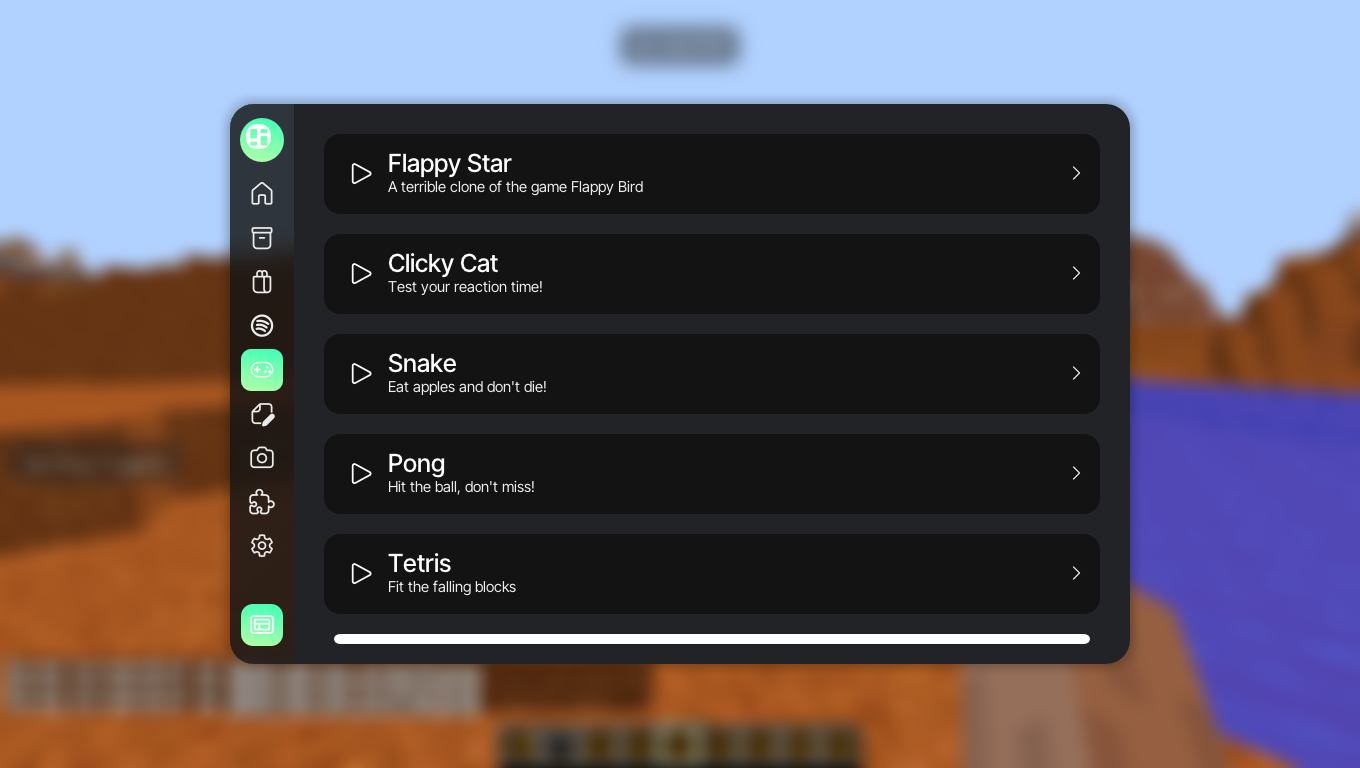 Flappy Star
A terrible clone of the game Flappy Bird
Clicky Cat
Test your reaction time!
Snake
Eat apples and don't die!
Pong
Hit the ball, don't miss!
Tetris
Fit the falling blocks